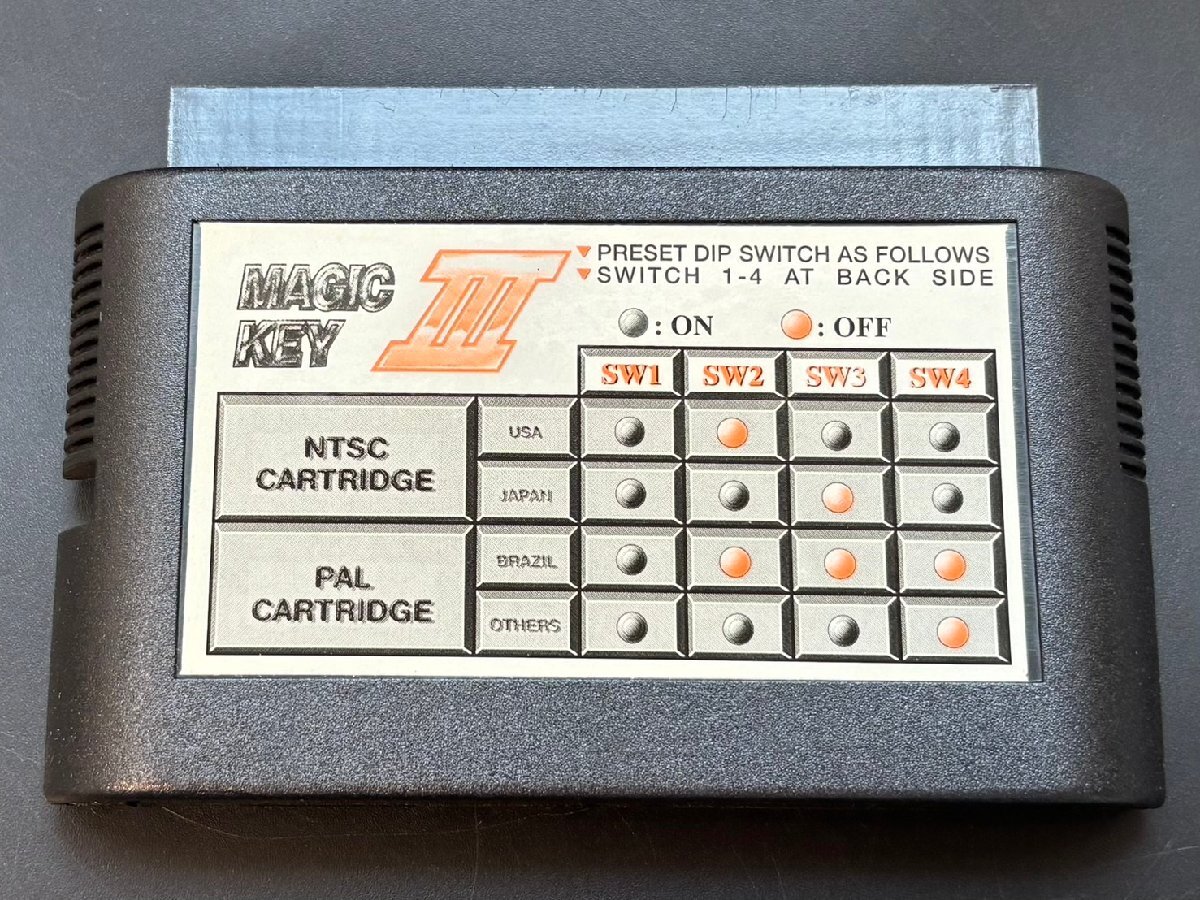 MAGIC
KEY
III
PRESET DIP SWITCH AS FOLLOWS
SWITCH 1-4 AT BACK SIDE
: ON : OFF
SW1 SW2 SW3 SW4
NTSC
CARTRIDGE
USA
JAPAN
PAL
CARTRIDGE
BRAZIL
OTHERS